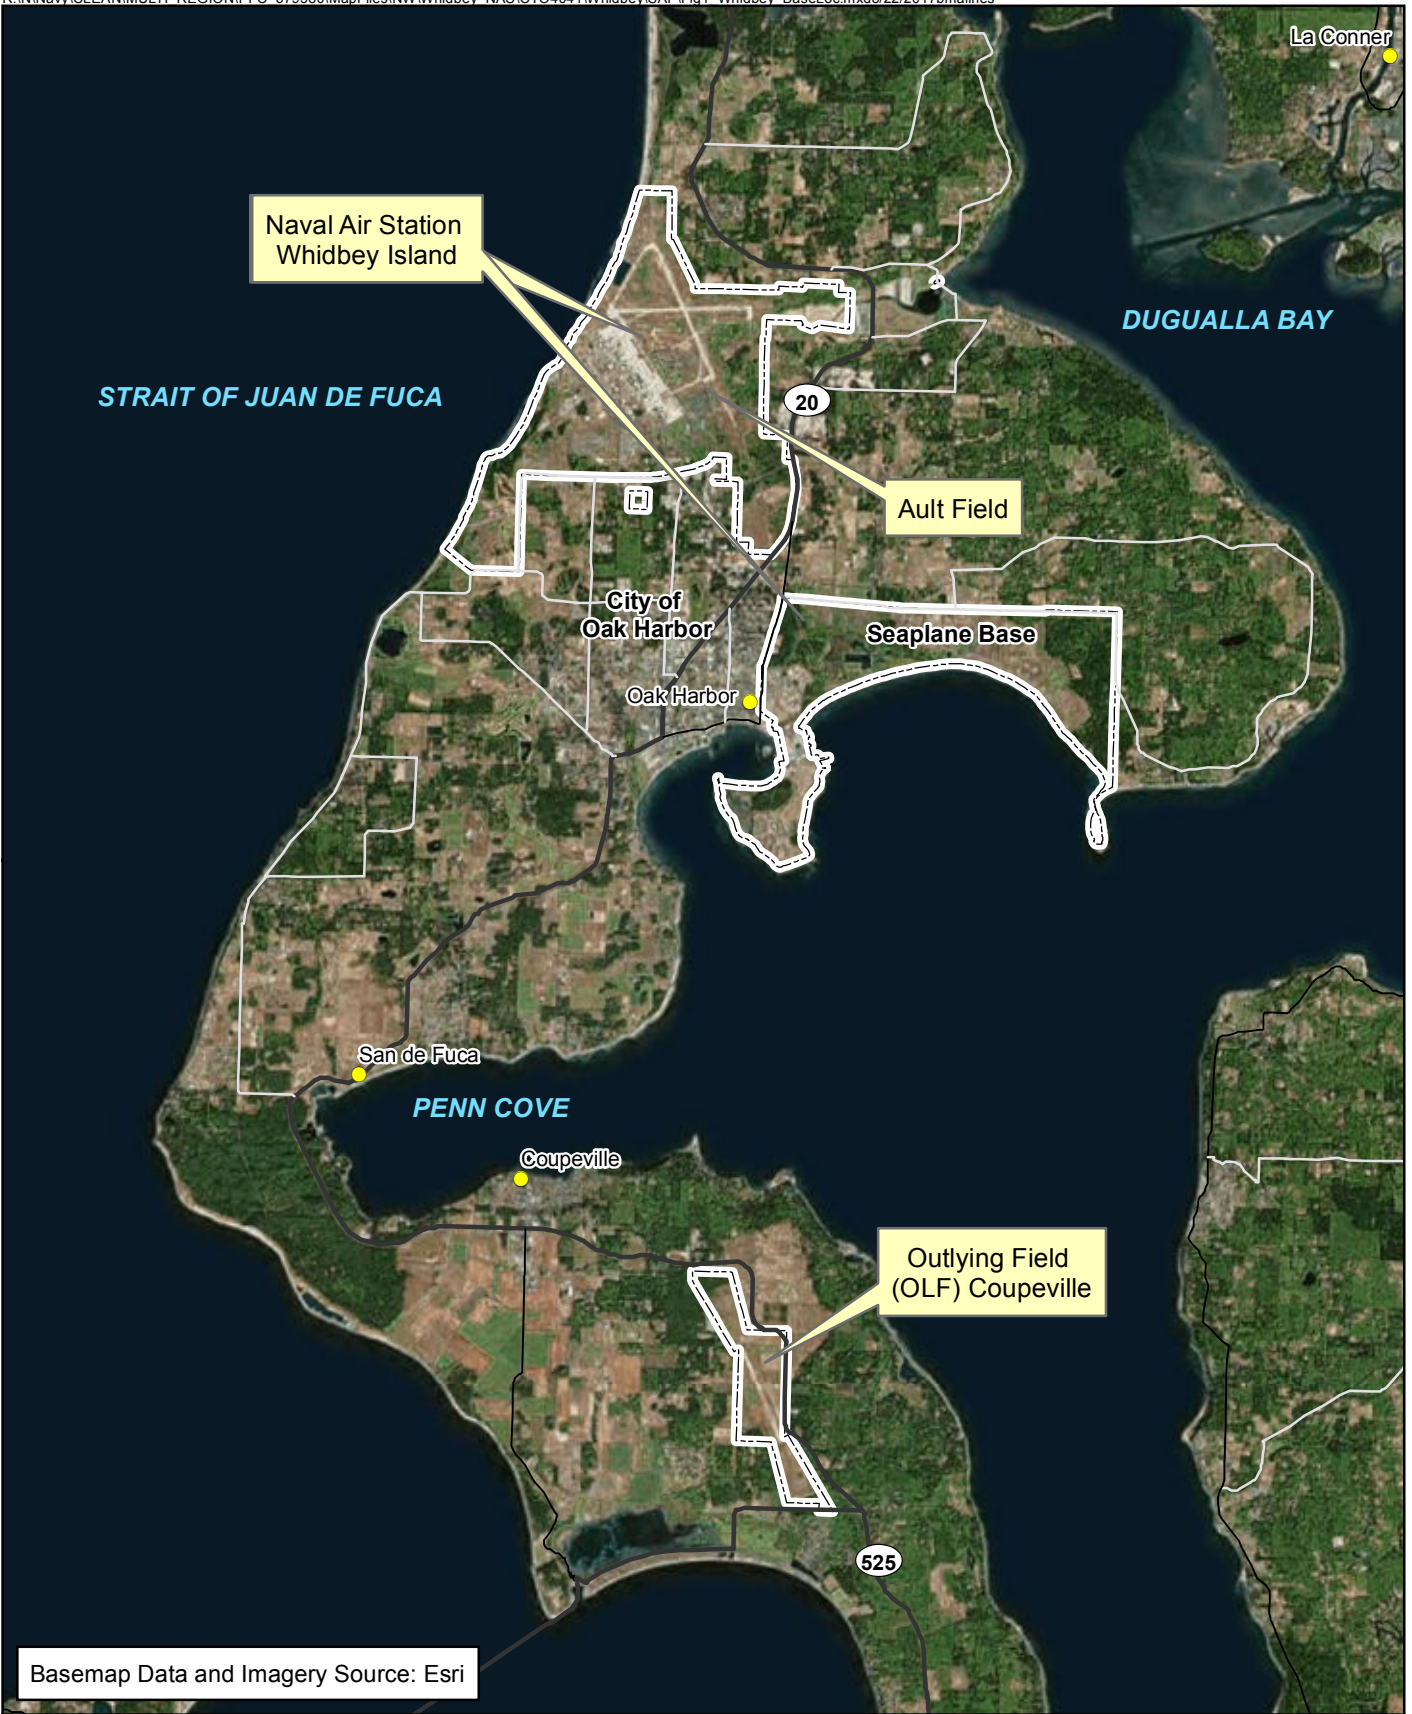 La Conner
Naval Air Station
Whidbey Island
DUGUALLA BAY
STRAIT OF JUAN DE FUCA
20
Ault Field
City of
Oak Harbor
Seaplane Base
Oak Harbor
San de Fuca
PENN COVE
Coupeville
Outlying Field
(OLF) Coupeville
525
Basemap Data and Imagery Source: Esri